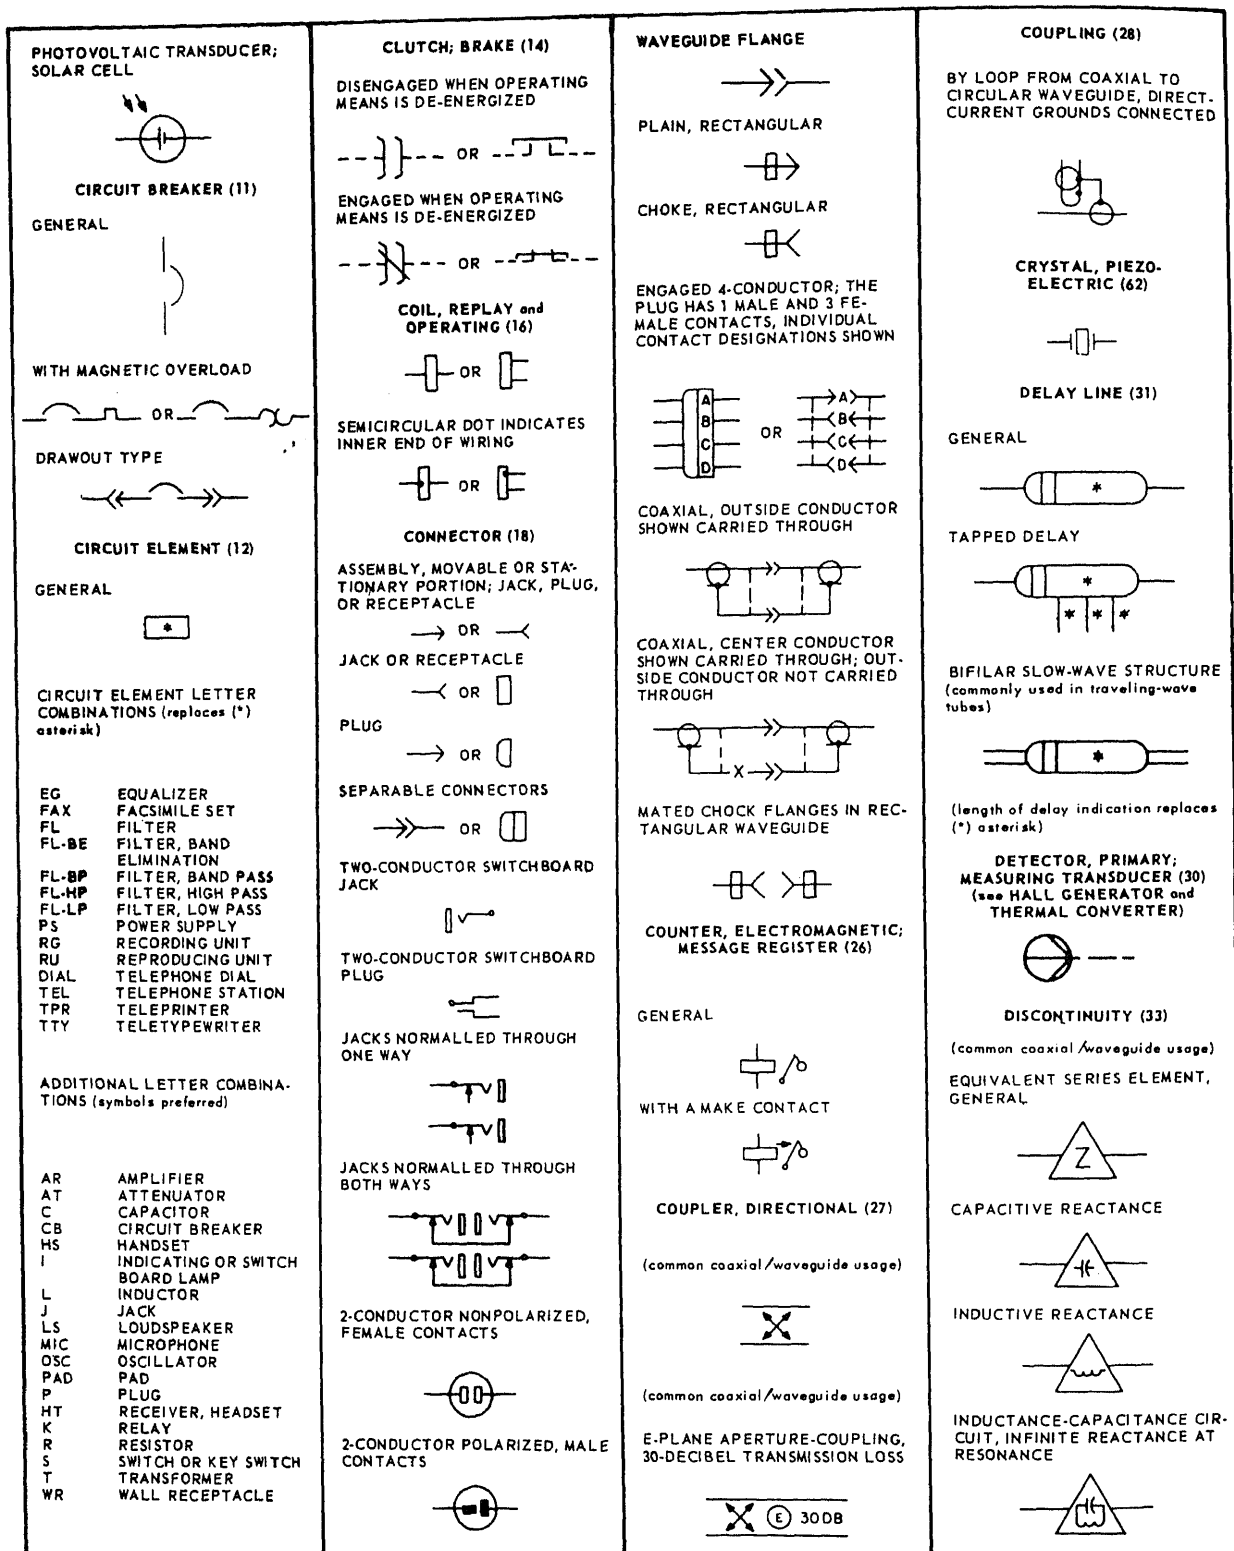 PHOTOVOLTAIC TRANSDUCER;
SOLAR CELL
CIRCUIT BREAKER (11)
GENERAL
WITH MAGNETIC OVERLOAD
OR
DRAWOUT TYPE
CIRCUIT ELEMENT (12)
GENERAL
*
CIRCUIT ELEMENT LETTER
COMBINATIONS (replaces (*)
asterisk)
EG EQUALIZER
FAX FACSIMILE SET
FL FILTER
FL-BE FILTER, BAND
ELIMINATION
FL-BP FILTER, BAND PASS
FL-HP FILTER, HIGH PASS
FL-LP FILTER, LOW PASS
PS POWER SUPPLY
RG RECORDING UNIT
RU REPRODUCING UNIT
DIAL TELEPHONE DIAL
TEL TELEPHONE STATION
TPR TELEPRINTER
TTY TELETYPEWRITER
ADDITIONAL LETTER COMBINA-
TIONS (symbols preferred)
AR AMPLIFIER
AT ATTENUATOR
C CAPACITOR
CB CIRCUIT BREAKER
HS HANDSET
I INDICATING OR SWITCH
BOARD LAMP
L INDUCTOR
J JACK
LS LOUDSPEAKER
MIC MICROPHONE
OSC OSCILLATOR
PAD PAD
P PLUG
HT RECEIVER, HEADSET
K RELAY
R RESISTOR
S SWITCH OR KEY SWITCH
T TRANSFORMER
WR WALL RECEPTACLE
CLUTCH; BRAKE (14)
DISENGAGED WHEN OPERATING
MEANS IS DE-ENERGIZED
OR
ENGAGED WHEN OPERATING
MEANS IS DE-ENERGIZED
OR
COIL, REPLAY and
OPERATING (16)
OR
SEMICIRCULAR DOT INDICATES
INNER END OF WIRING
OR
CONNECTOR (18)
ASSEMBLY, MOVABLE OR STA-
TIONARY PORTION; JACK, PLUG,
OR RECEPTACLE
OR
JACK OR RECEPTACLE
OR
PLUG
OR
SEPARABLE CONNECTORS
OR
TWO-CONDUCTOR SWITCHBOARD
JACK
TWO-CONDUCTOR SWITCHBOARD
PLUG
JACKS NORMALLED THROUGH
ONE WAY
JACKS NORMALLED THROUGH
BOTH WAYS
2-CONDUCTOR NONPOLARIZED,
FEMALE CONTACTS
2-CONDUCTOR POLARIZED, MALE
CONTACTS
WAVEGUIDE FLANGE
PLAIN, RECTANGULAR
CHOKE, RECTANGULAR
ENGAGED 4-CONDUCTOR; THE
PLUG HAS 1 MALE AND 3 FE-
MALE CONTACTS, INDIVIDUAL
CONTACT DESIGNATIONS SHOWN
A A
B B
OR
C C
D D
COAXIAL, OUTSIDE CONDUCTOR
SHOWN CARRIED THROUGH
COAXIAL, CENTER CONDUCTOR
SHOWN CARRIED THROUGH; OUT-
SIDE CONDUCTOR NOT CARRIED
THROUGH
X
MATED CHOCK FLANGES IN REC-
TANGULAR WAVEGUIDE
COUNTER, ELECTROMAGNETIC;
MESSAGE REGISTER (26)
GENERAL
WITH A MAKE CONTACT
COUPLER, DIRECTIONAL (27)
(common coaxial/waveguide usage)
(common coaxial/waveguide usage)
E-PLANE APERTURE-COUPLING,
30-DECIBEL TRANSMISSION LOSS
E 30DB
COUPLING (28)
BY LOOP FROM COAXIAL TO
CIRCULAR WAVEGUIDE, DIRECT-
CURRENT GROUNDS CONNECTED
CRYSTAL, PIEZO-
ELECTRIC (62)
DELAY LINE (31)
GENERAL
*
TAPPED DELAY
*
* * *
BIFILAR SLOW-WAVE STRUCTURE
(commonly used in traveling-wave
tubes)
*
(length of delay indication replaces
(*) asterisk)
DETECTOR, PRIMARY;
MEASURING TRANSDUCER (30)
(see HALL GENERATOR and
THERMAL CONVERTER)
DISCONTINUITY (33)
(common coaxial/waveguide usage)
EQUIVALENT SERIES ELEMENT,
GENERAL
Z
CAPACITIVE REACTANCE
INDUCTIVE REACTANCE
INDUCTANCE-CAPACITANCE CIR-
CUIT, INFINITE REACTANCE AT
RESONANCE